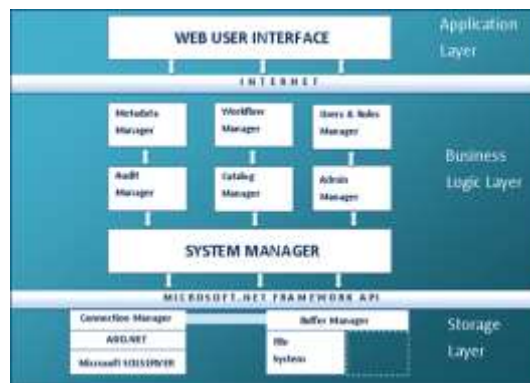 WEB USER INTERFACE
Application
Layer
INTERNET
Metadata
Manager
Workflow
Manager
Users & Roles
Manager
Business
Logic Layer
Audit
Manager
Catalog
Manager
Admin
Manager
SYSTEM MANAGER
MICROSOFT.NET FRAMEWORK API
Connection Manager
ADO.NET
Microsoft SQLSERVER
Buffer Manager
File
System
Storage
Layer